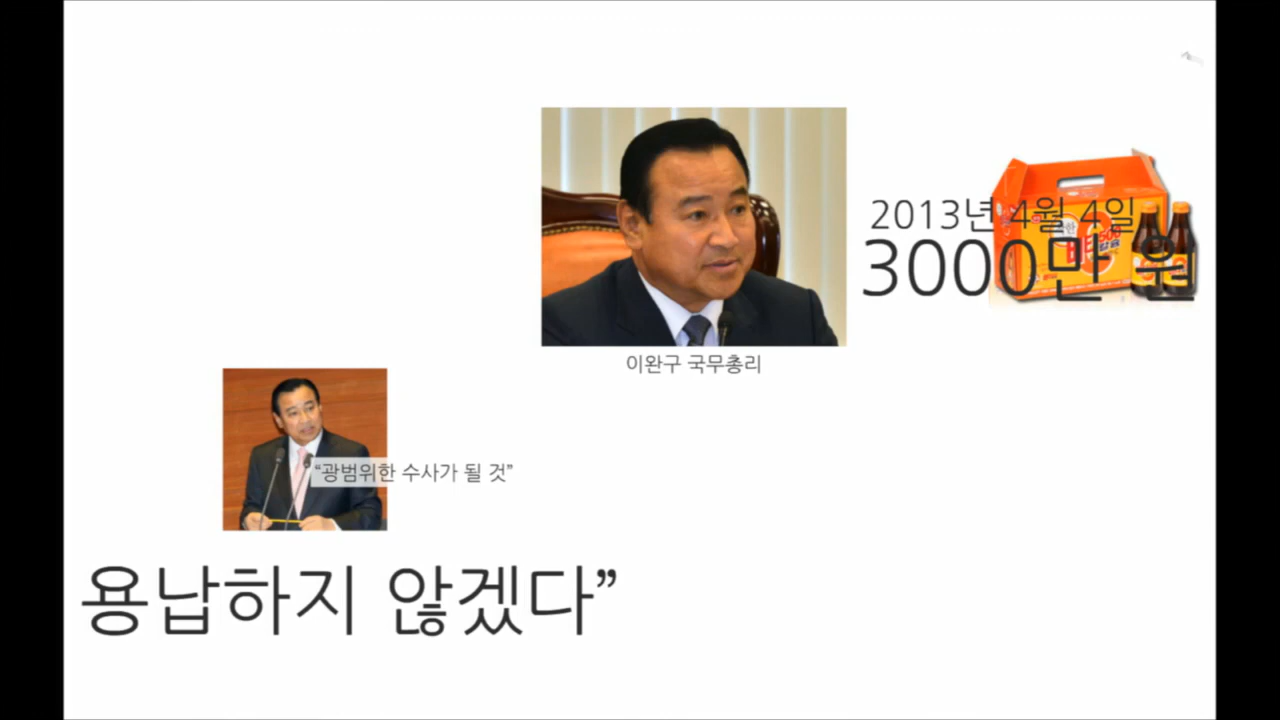 2013년 4월 4일
3000만 원
이완구 국무총리
“광범위한 수사가 될 것”
용납하지 않겠다”